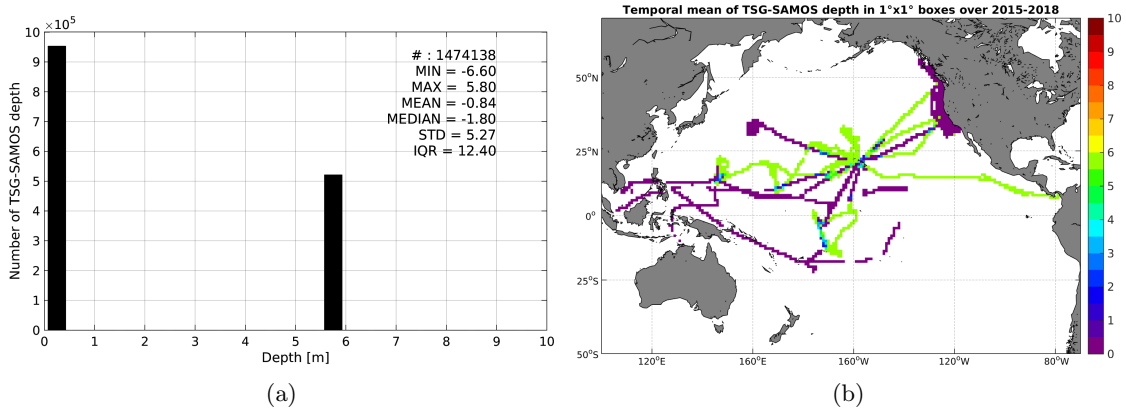 ×10⁵
10
9
8
7
6
5
4
3
2
1
0
Number of TSG-SAMOS depth
# : 1474138
MIN = -6.60
MAX = 5.80
MEAN = -0.84
MEDIAN = -1.80
STD = 5.27
IQR = 12.40
0 1 2 3 4 5 6 7 8 9 10
Depth [m]
(a)
Temporal mean of TSG-SAMOS depth in 1°x1° boxes over 2015-2018
50°N
25°N
0°
25°S
50°S
120°E 160°E 160°W 120°W 80°W
10
9
8
7
6
5
4
3
2
1
0
(b)